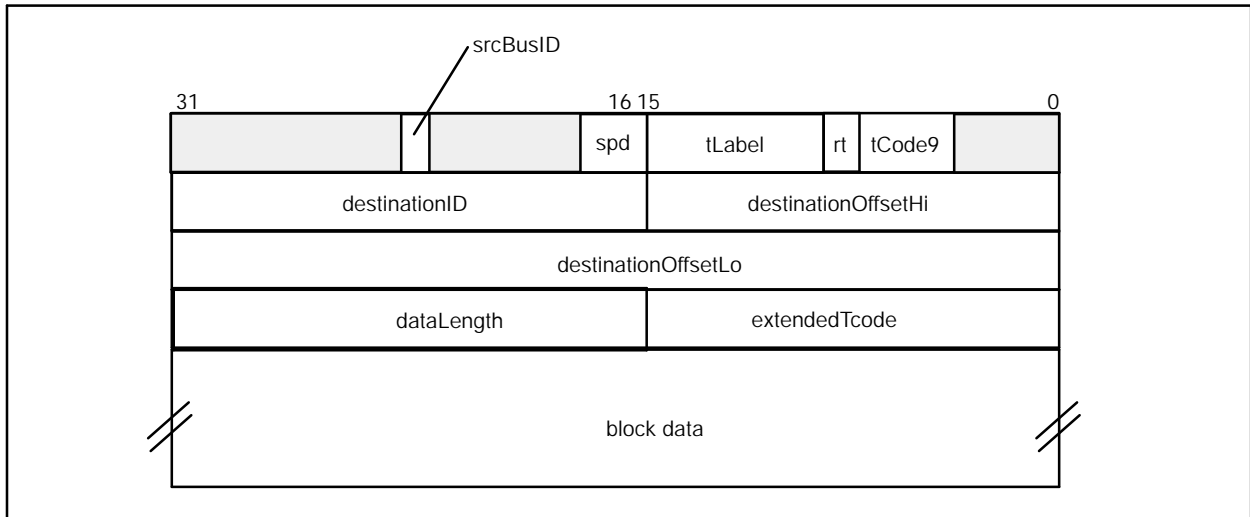 srcBusID
31 16 15 0
spd tLabel rt tCode9
destinationID destinationOffsetHi
destinationOffsetLo
dataLength extendedTcode
block data